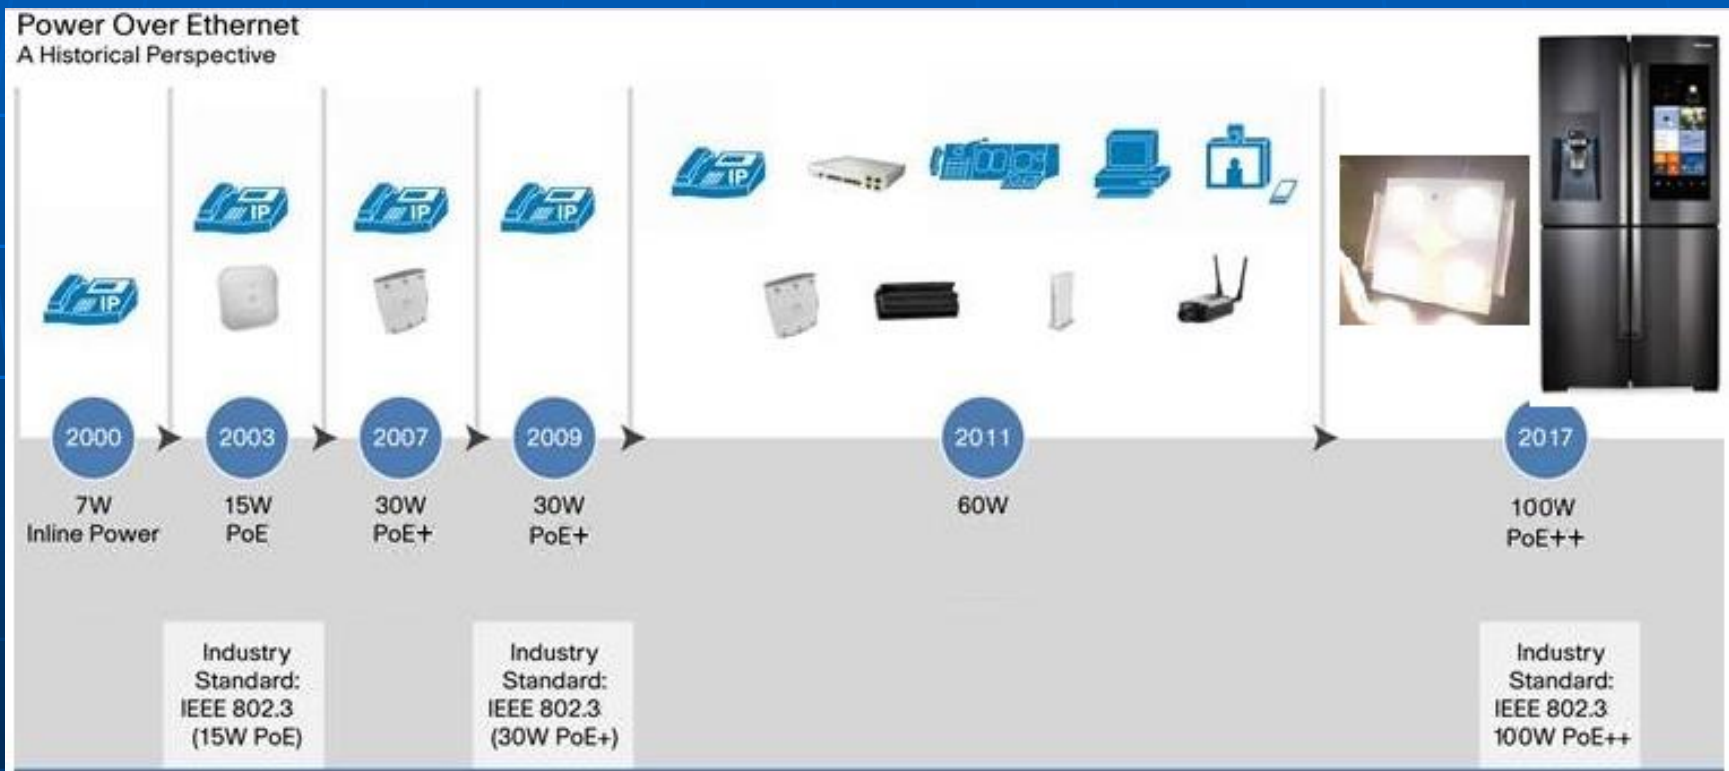 Power Over Ethernet
A Historical Perspective
IP
IP
IP
IP
IP
2000
2003
2007
2009
2011
2017
7W
Inline Power
15W
PoE
30W
PoE+
30W
PoE+
60W
100W
PoE++
Industry
Standard:
IEEE 802.3
(15W PoE)
Industry
Standard:
IEEE 802.3
(30W PoE+)
Industry
Standard:
IEEE 802.3
100W PoE++